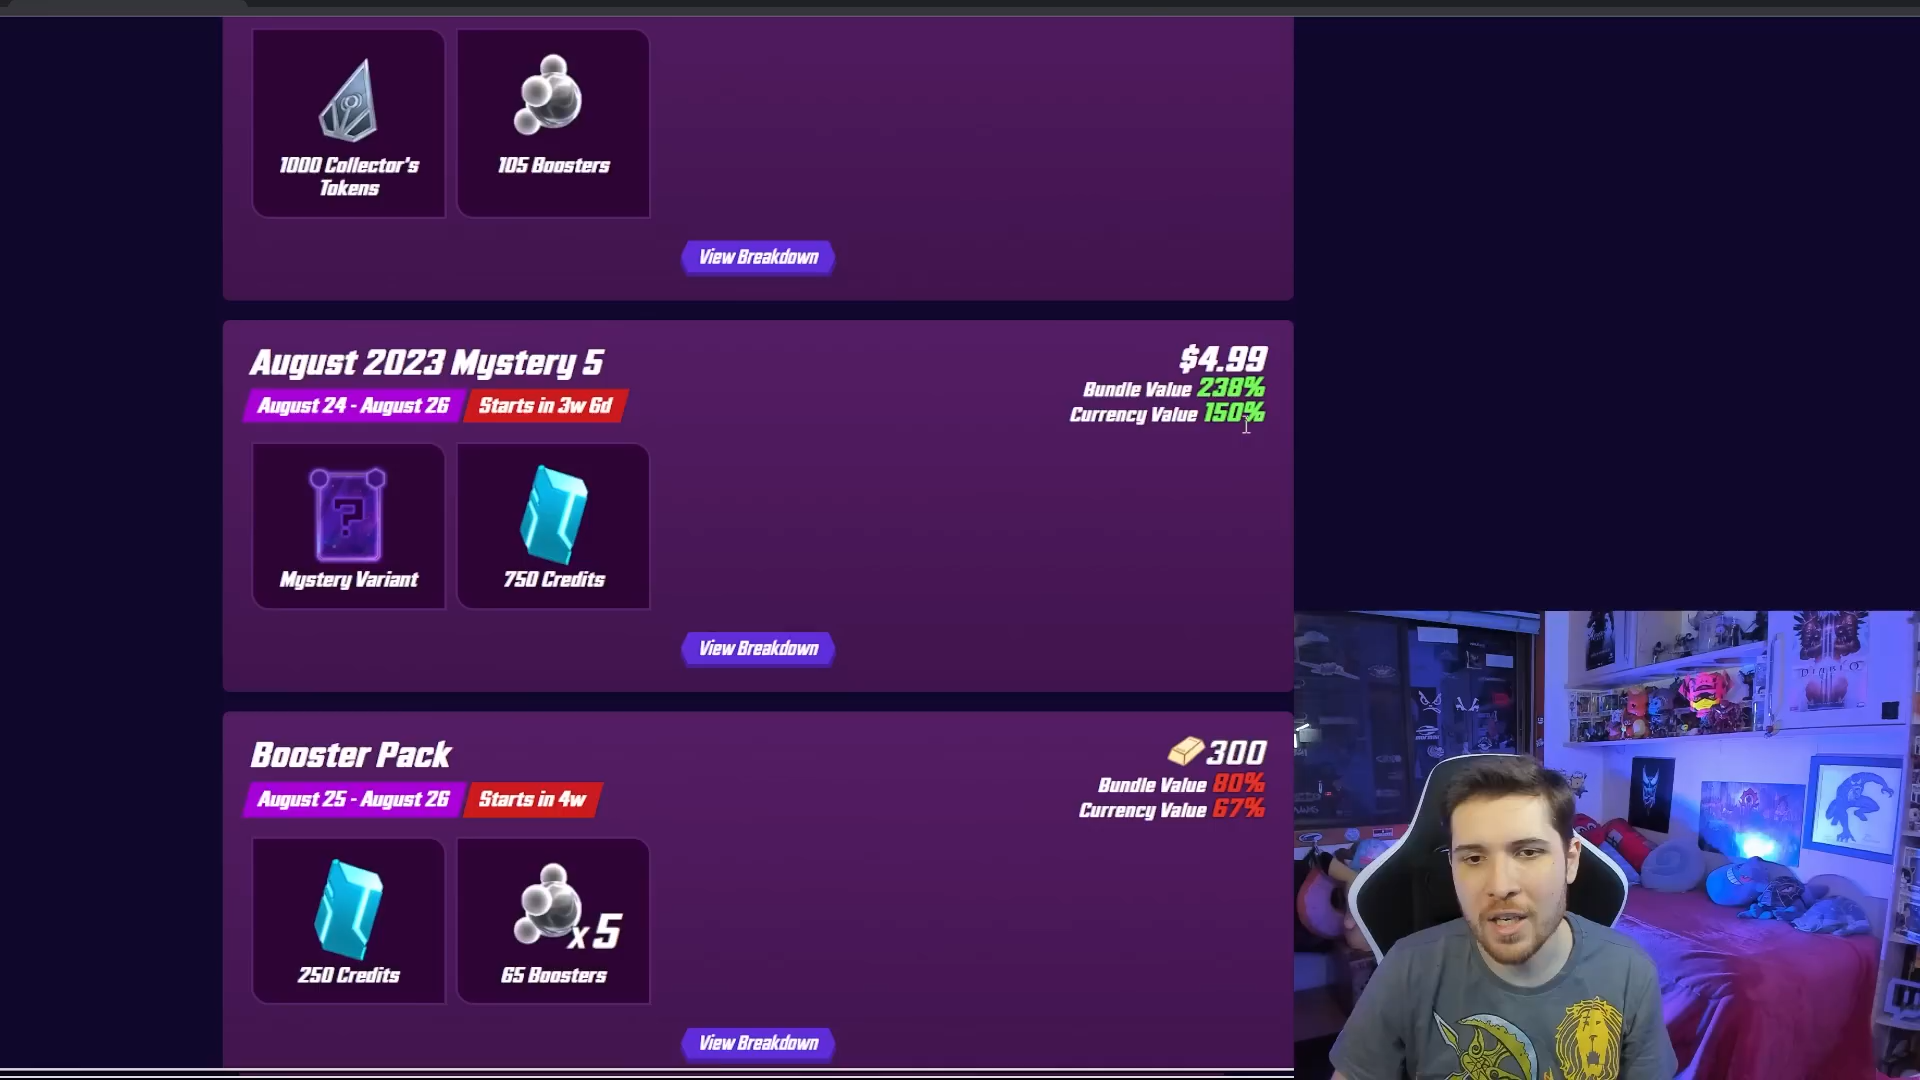 1000 Collector's
Tokens
105 Boosters
View Breakdown
August 2023 Mystery 5
August 24 - August 26
Starts in 3w 6d
$4.99
Bundle Value 238%
Currency Value 150%
Mystery Variant
750 Credits
View Breakdown
Booster Pack
August 25 - August 26
Starts in 4w
300
Bundle Value 80%
Currency Value 67%
250 Credits
x5
65 Boosters
View Breakdown
DIABLO